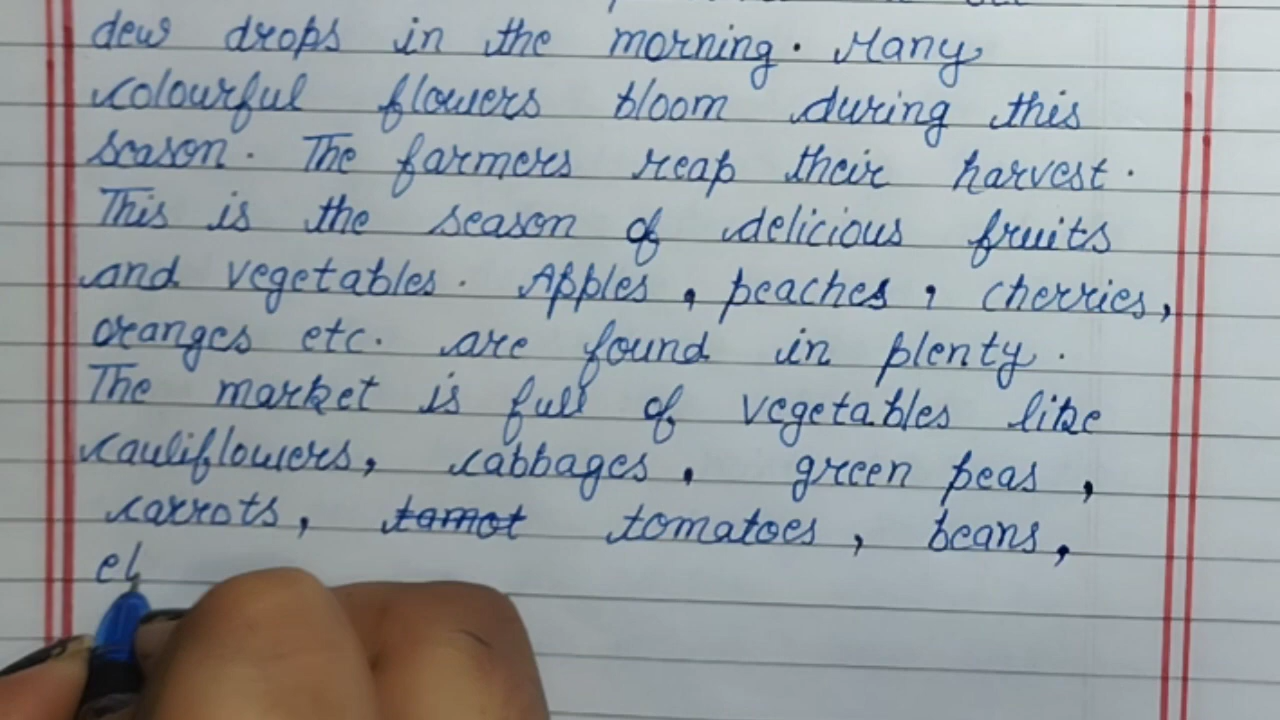 dew drops in the morning. Many
colourful flowers bloom during this
season. The farmers reap their harvest.
This is the season of delicious fruits
and vegetables. Apples, peaches, cherries,
oranges etc. are found in plenty.
The market is full of vegetables like
cauliflowers, cabbages, green peas,
carrots, tamot tomatoes, beans,